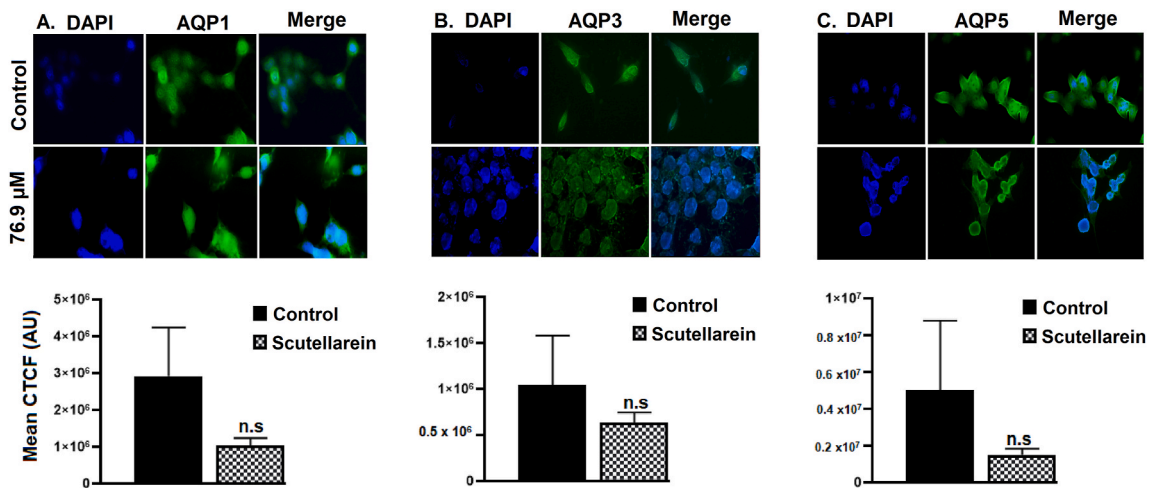 A. DAPI AQP1 Merge
B. DAPI AQP3 Merge
C. DAPI AQP5 Merge
Control
76.9 µM
Mean CTCF (AU)
5×10⁶
4×10⁶
3×10⁶
2×10⁶
1×10⁶
0
Control
Scutellarein
n.s
2× 10⁶
1.5× 10⁶
1× 10⁶
0.5 x 10⁶
0
Control
Scutellarein
n.s
1 x 10⁷
0.8 x10⁷
0.6 x10⁷
0.4 x10⁷
0.2 x10⁷
0
Control
Scutellarein
n.s